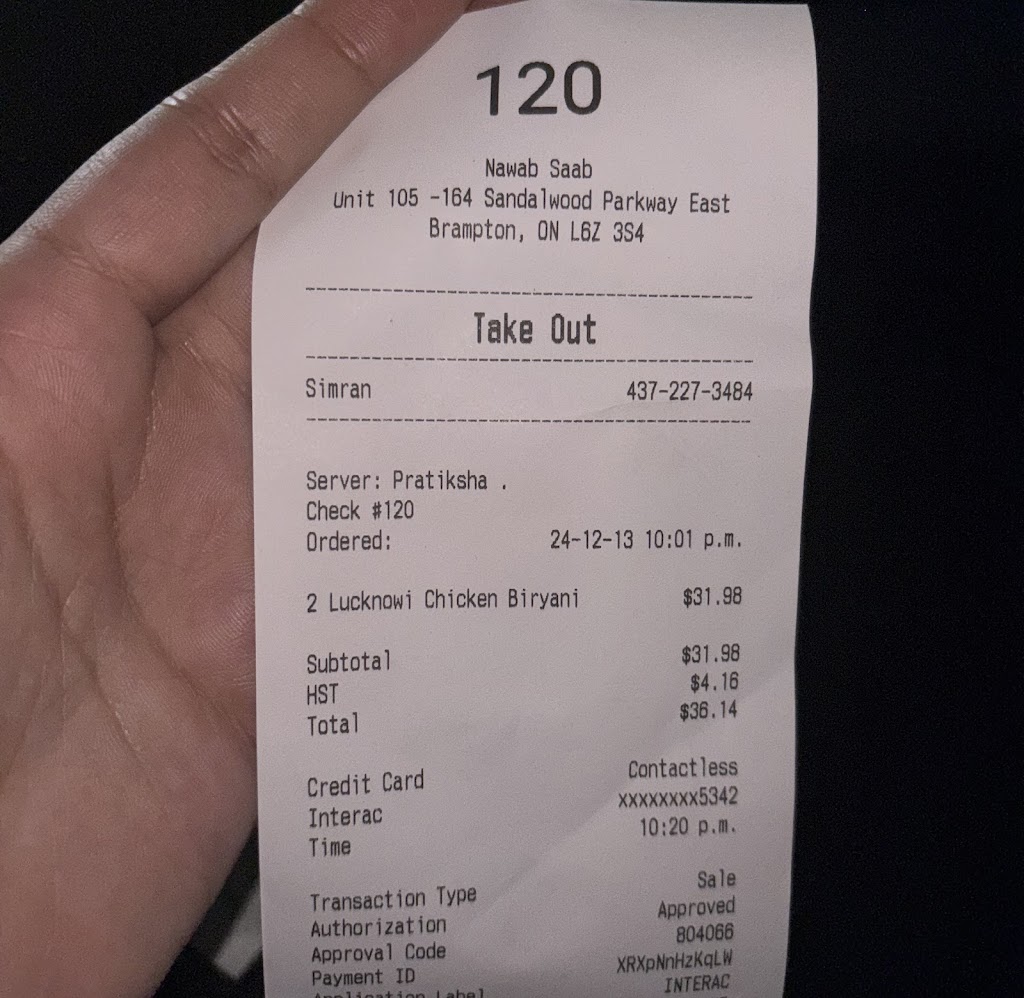 120
Nawab Saab
Unit 105 -164 Sandalwood Parkway East
Brampton, ON L6Z 3S4
Take Out
Simran 437-227-3484
Server: Pratiksha .
Check #120
Ordered: 24-12-13 10:01 p.m.
2 Lucknowi Chicken Biryani $31.98
Subtotal $31.98
HST $4.16
Total $36.14
Credit Card Contactless
Interac xxxxxxxx5342
Time 10:20 p.m.
Transaction Type Sale
Authorization Approved
Approval Code 804066
Payment ID XRXpNnHzKqLW
Application Label INTERAC